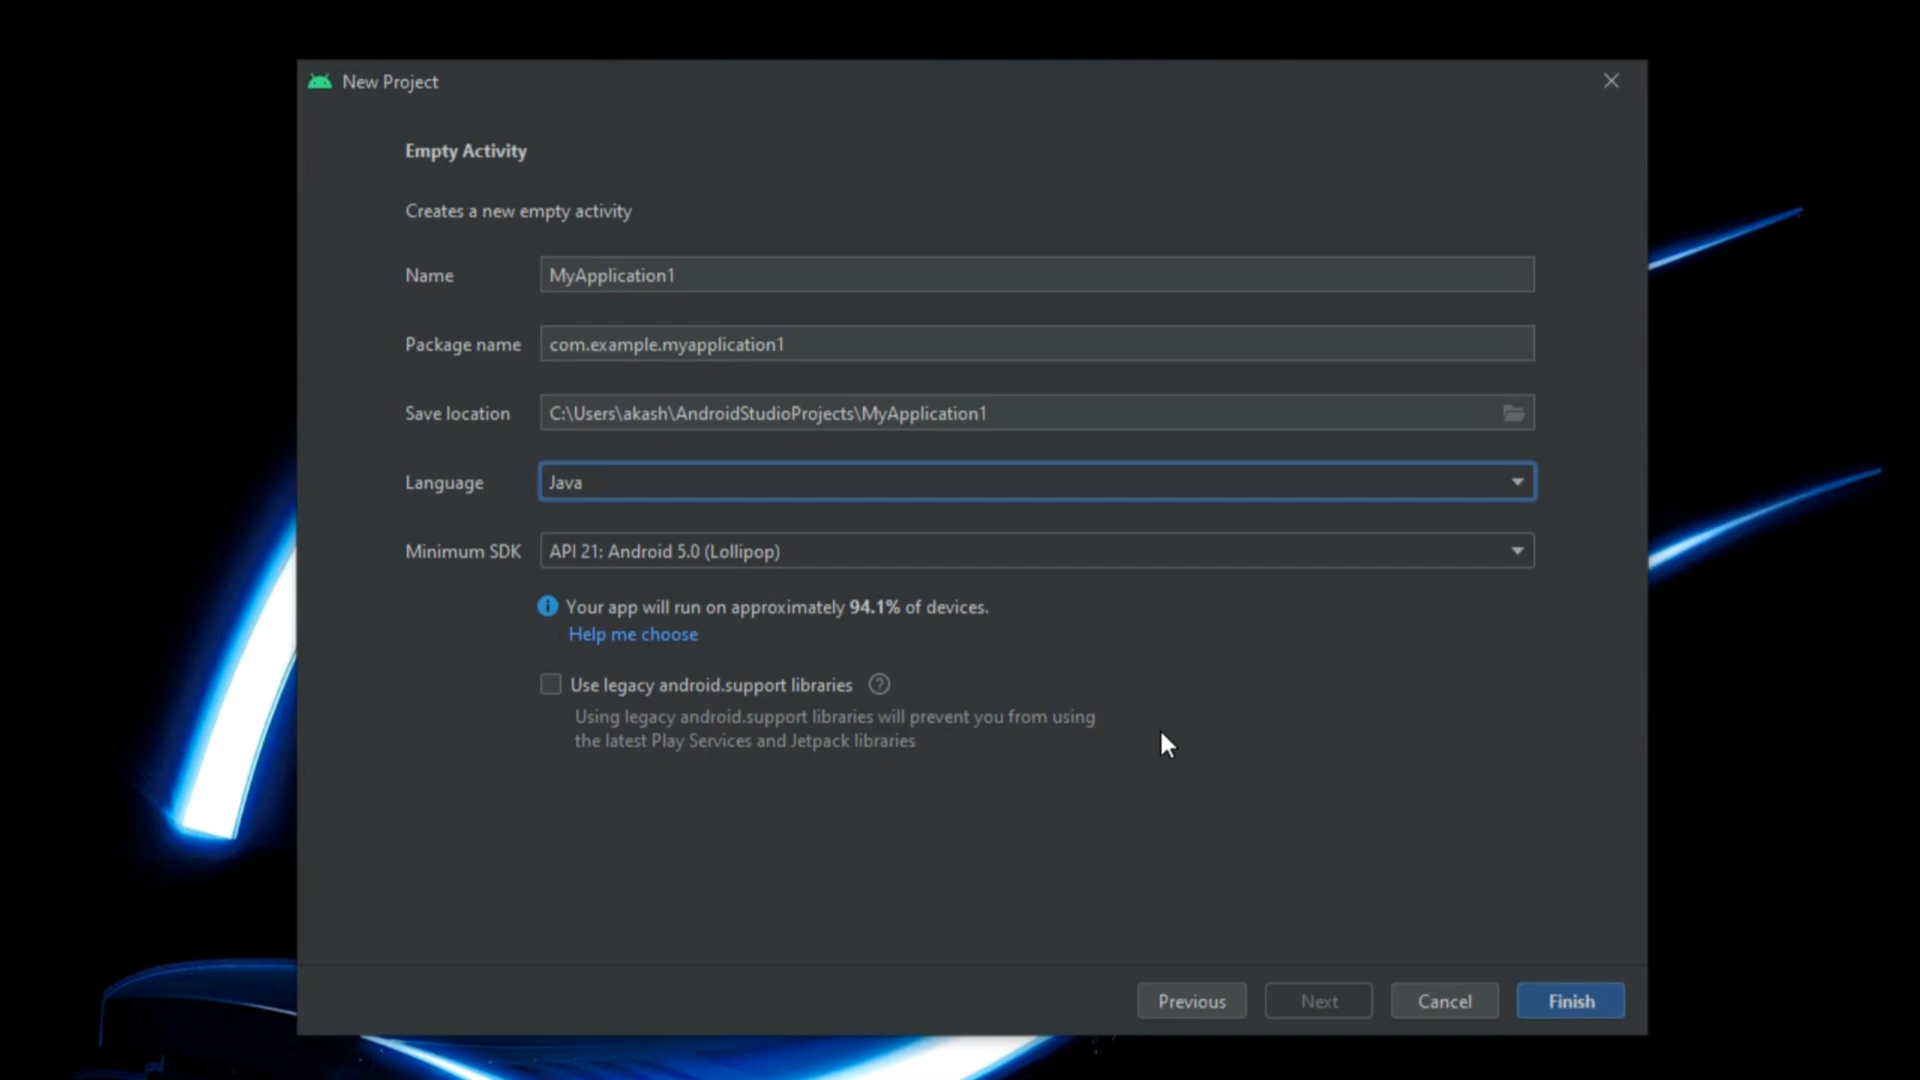 New Project
Empty Activity
Creates a new empty activity
Name MyApplication1
Package name com.example.myapplication1
Save location C:\Users\akash\AndroidStudioProjects\MyApplication1
Language Java
Minimum SDK API 21: Android 5.0 (Lollipop)
i Your app will run on approximately 94.1% of devices.
Help me choose
Use legacy android.support libraries ?
Using legacy android.support libraries will prevent you from using
the latest Play Services and Jetpack libraries
Previous Next Cancel Finish